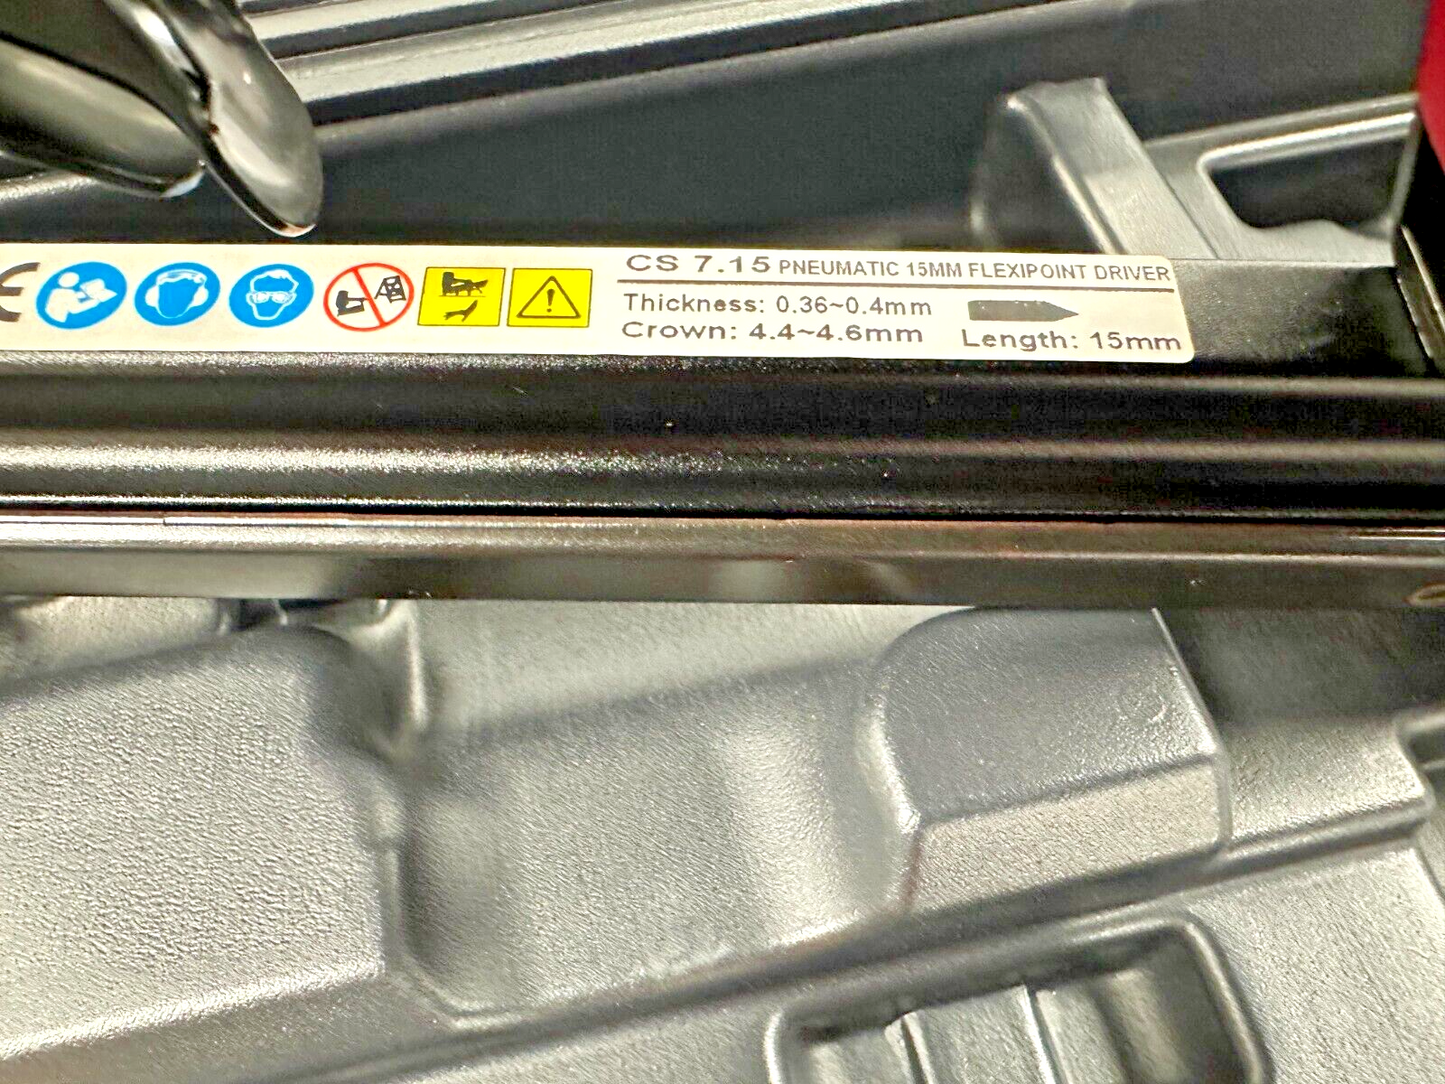 CE
CS 7.15 PNEUMATIC 15MM FLEXIPOINT DRIVER
Thickness: 0.36~0.4mm
Crown: 4.4~4.6mm
Length: 15mm